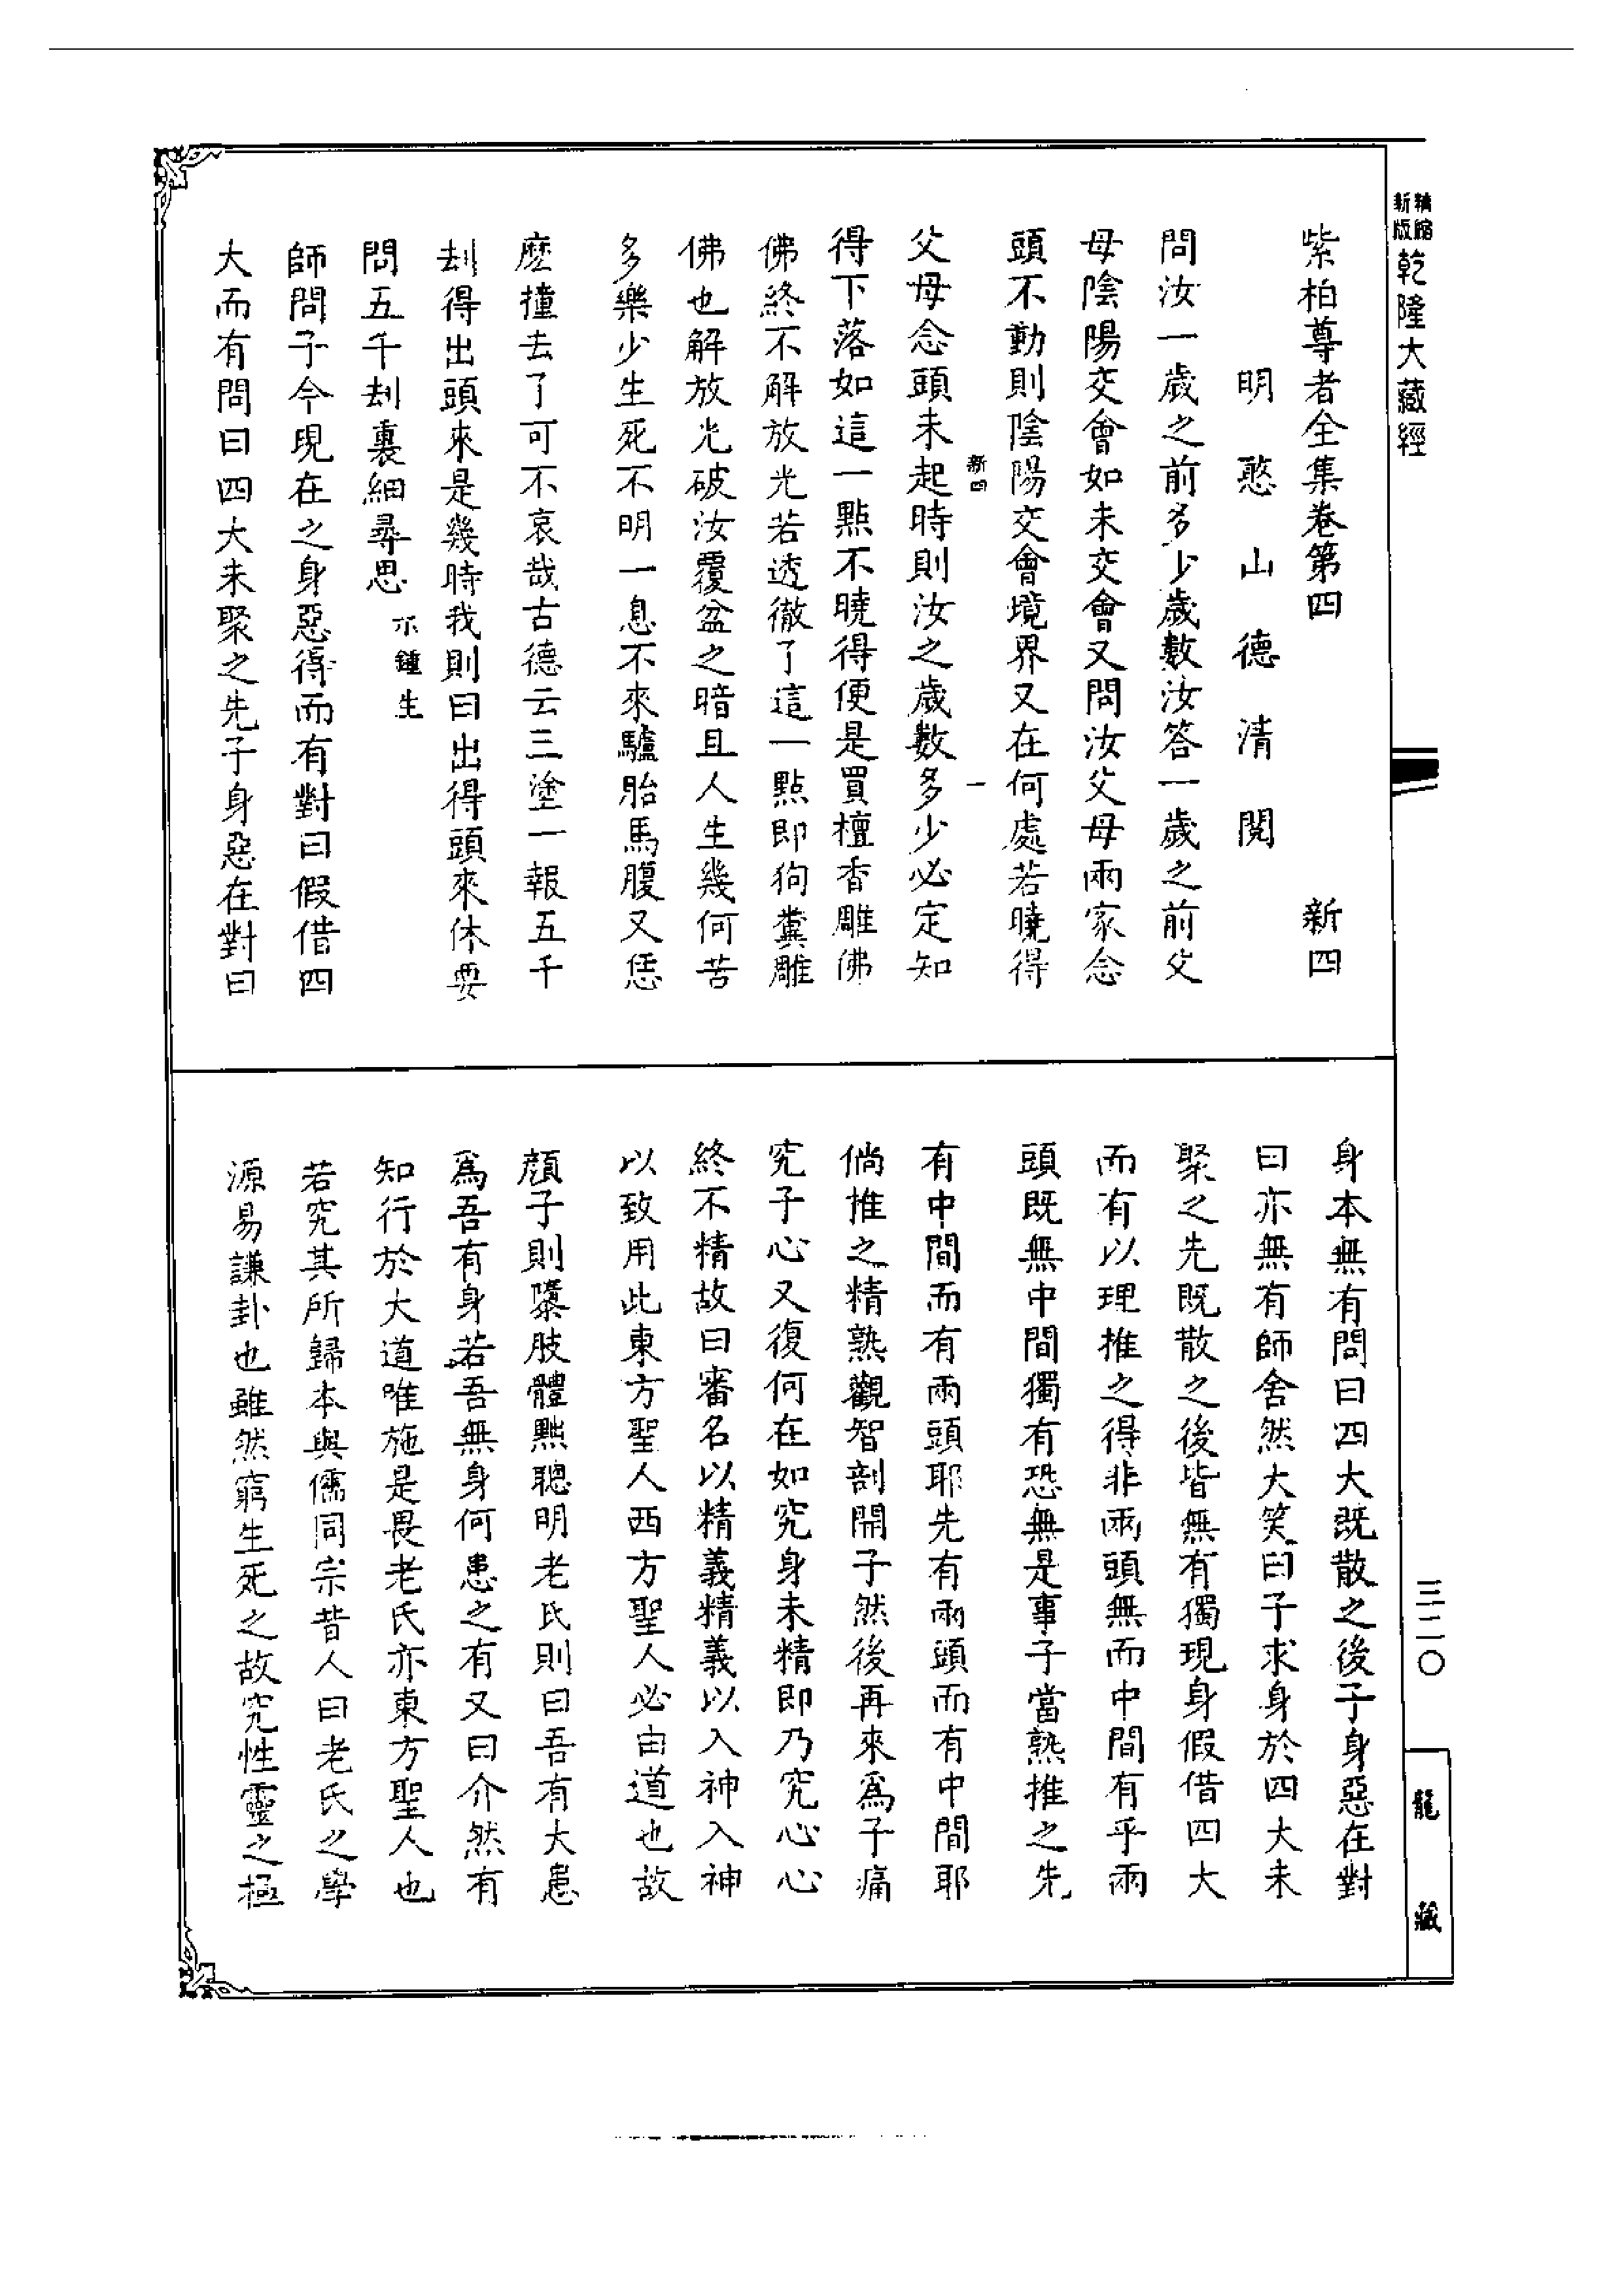 精縮新版乾隆大藏經
紫柏尊者全集卷第四　新四
明憨山德清閱
問汝一歲之前多少歲數汝答一歲之前父
母陰陽交會如未交會又問汝父母兩家念
頭不動則陰陽交會境界又在何處若曉得
新四　一
父母念頭未起時則汝之歲數多少必定知
得下落如這一點不曉得便是買檀香雕佛
佛終不解放光若透徹了這一點即狗糞雕
佛也解放光破汝覆盆之暗且人生幾何苦
多樂少生死不明一息不來驢胎馬腹又恁
麽撞去了可不哀哉古德云三塗一報五千
刦得出頭來是幾時我則曰出得頭來休要
問五千刦裏細尋思示鍾生
師問子今現在之身惡得而有對曰假借四
大而有問曰四大未聚之先子身惡在對曰
身本無有問曰四大既散之後子身惡在對
曰亦無有師舍然大笑曰子求身於四大未
聚之先既散之後皆無有獨現身假借四大
而有以理推之得非兩頭無而中間有乎兩
頭既無中間獨有恐無是事子當熟推之先
有中間而有兩頭耶先有兩頭而有中間耶
倘推之精熟觀智剖開子然後再來爲子痛
究子心又復何在如究身未精即乃究心心
終不精故曰審名以精義精義以入神入神
以致用此東方聖人西方聖人必由道也故
顏子則隳肢體黜聰明老氏則曰吾有大患
爲吾有身若吾無身何患之有又曰介然有
知行於大道唯施是畏老氏亦東方聖人也
若究其所歸本與儒同宗昔人曰老氏之學
源易謙卦也雖然窮生死之故究性靈之極
三二〇
龍藏